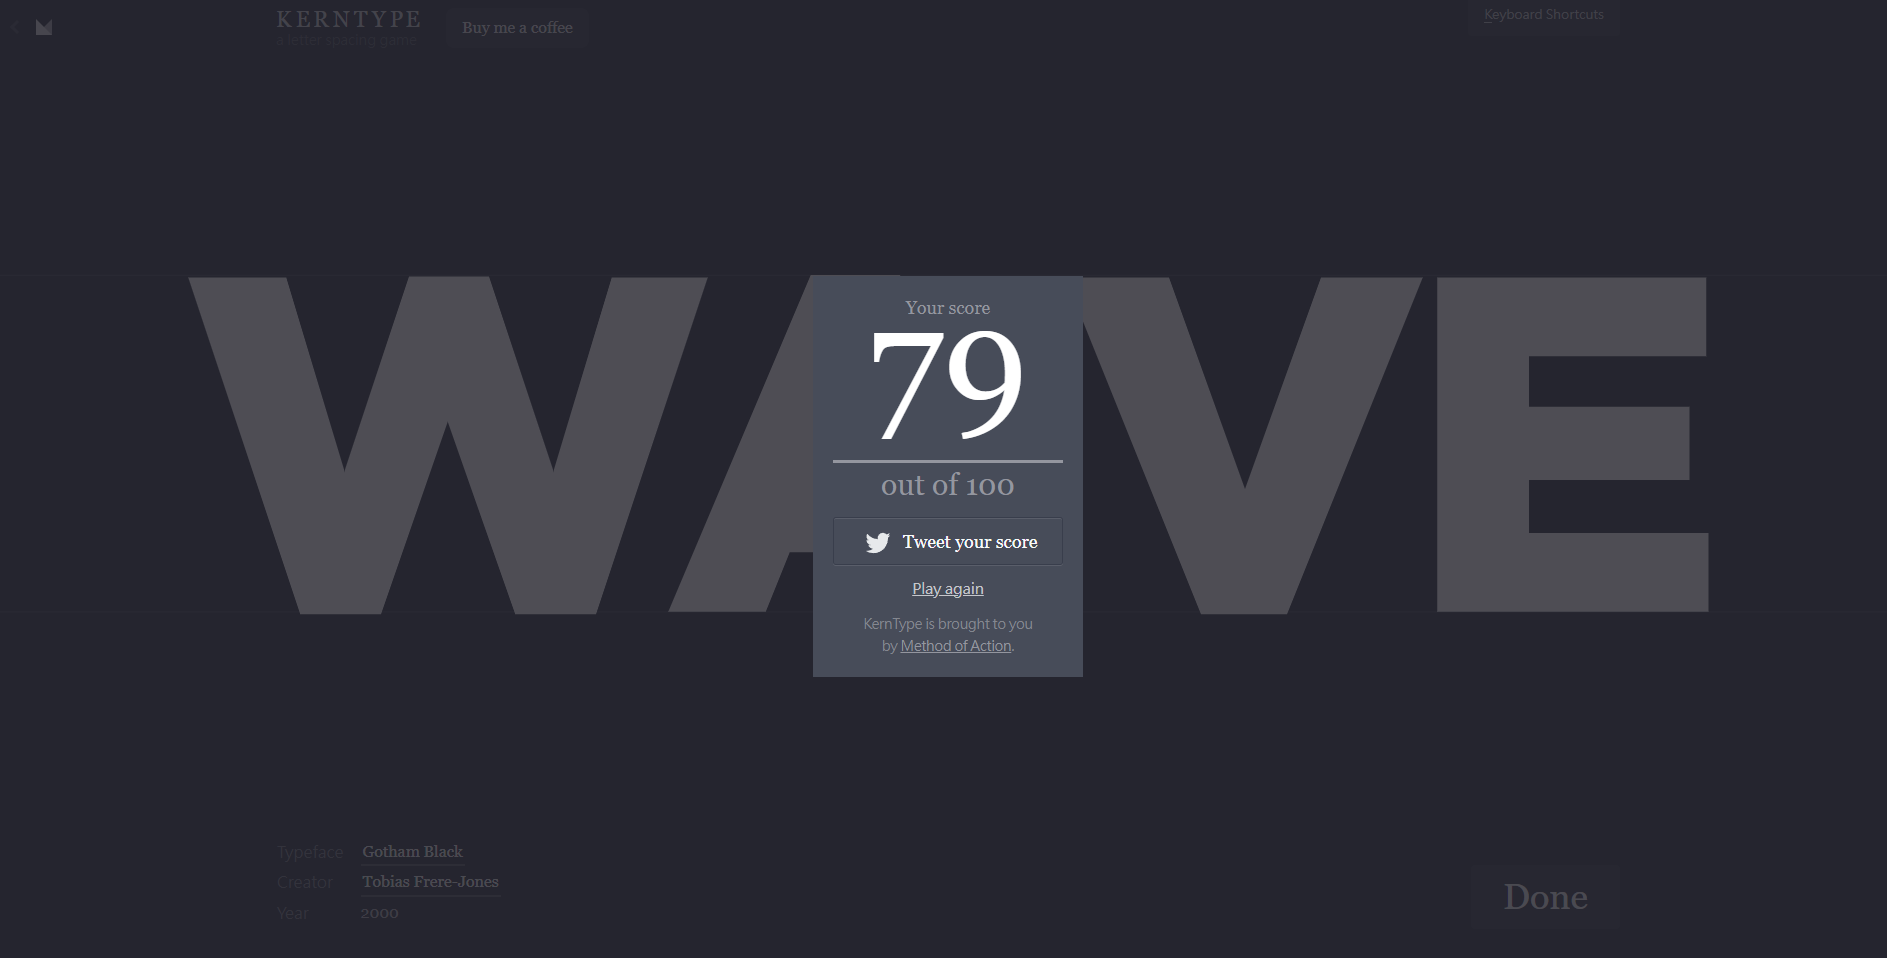 KERNTYPE
a letter spacing game
Buy me a coffee
Keyboard Shortcuts
WAVE
Your score
79
out of 100
Tweet your score
Play again
KernType is brought to you
by Method of Action.
Typeface Gotham Black
Creator Tobias Frere-Jones
Year 2000
Done